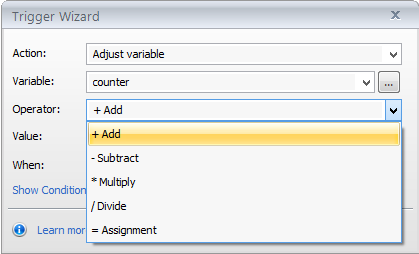 Trigger Wizard
Action: Adjust variable
Variable: counter ...
Operator: + Add
Value: + Add
- Subtract
When: * Multiply
Show Condition / Divide
= Assignment
Learn mor